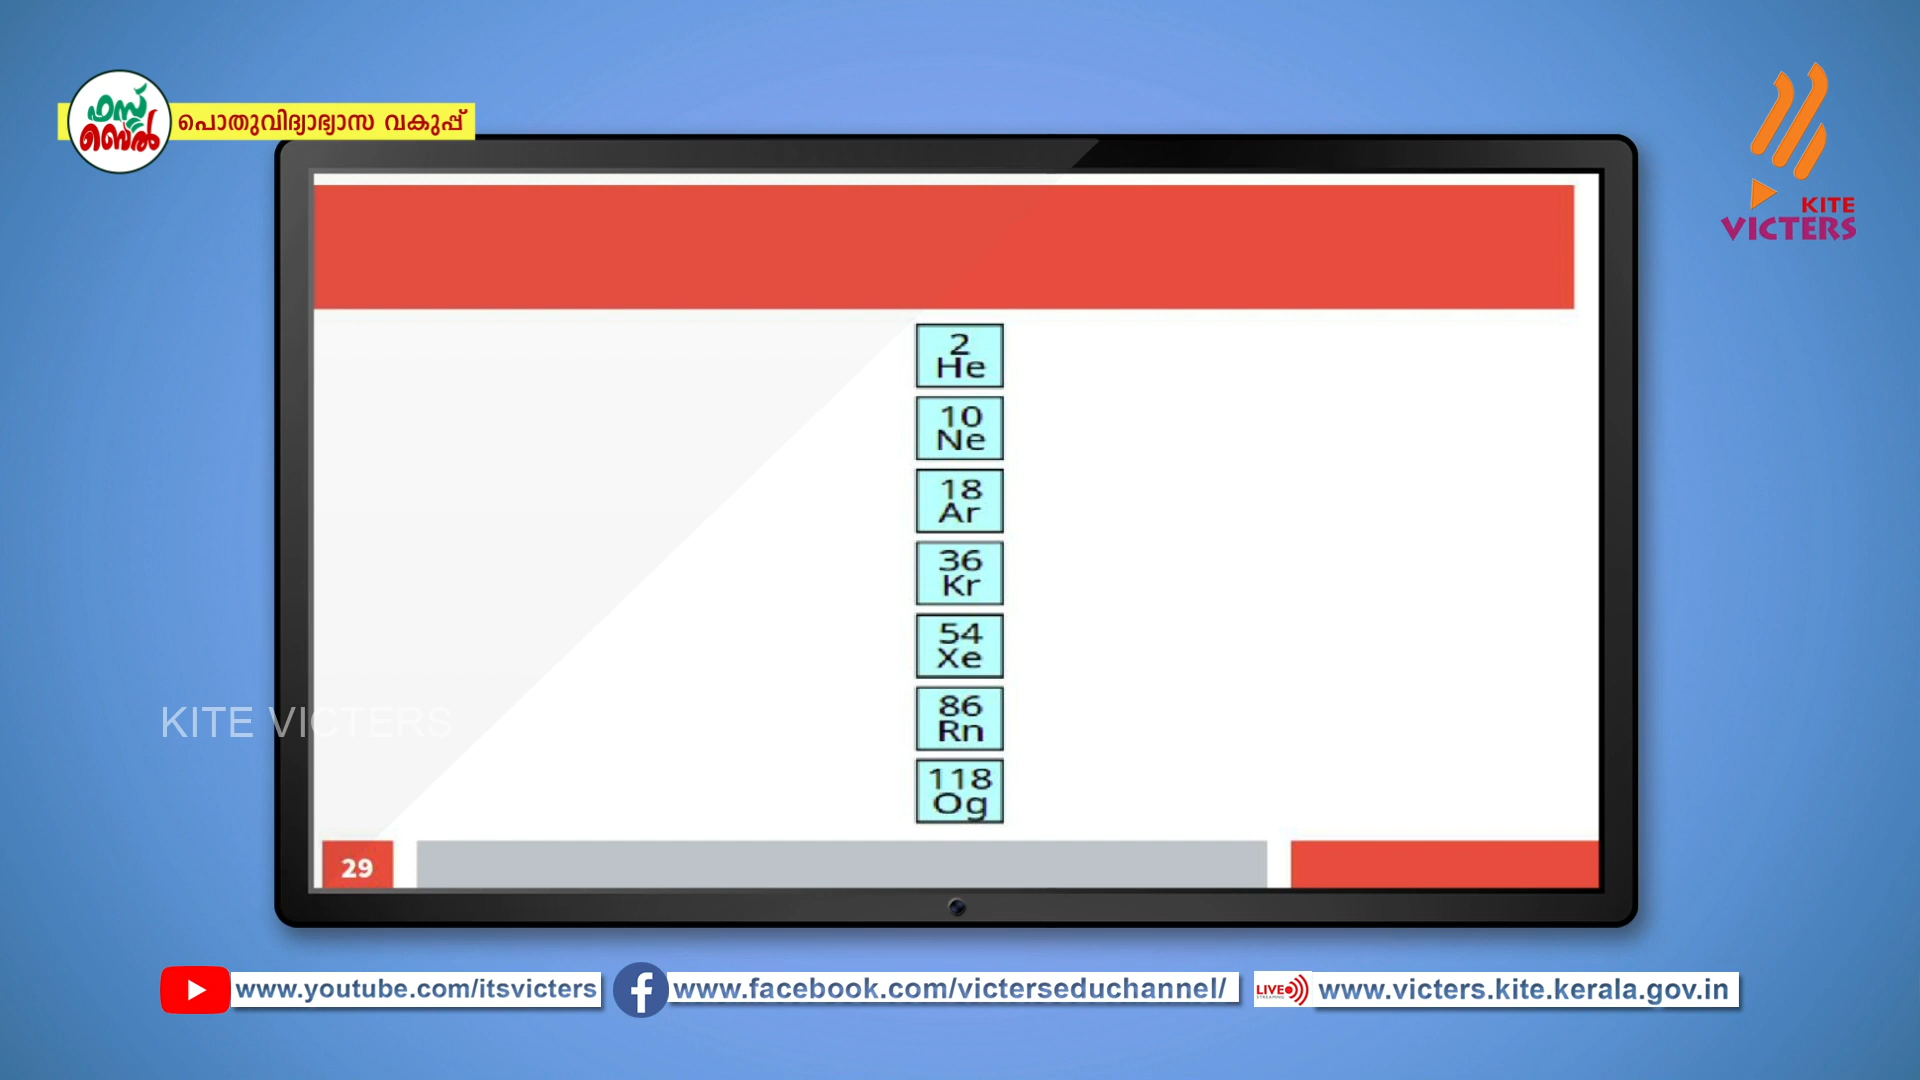 ഫസ്റ്റ്
ബെൽ
പൊതുവിദ്യാഭ്യാസ വകുപ്പ്
KITE
VICTERS
2
He
10
Ne
18
Ar
36
Kr
54
Xe
86
Rn
118
Og
KITE VICTERS
29
www.youtube.com/itsvicters
www.facebook.com/victerseduchannel/
LIVE
STREAMING
www.victers.kite.kerala.gov.in